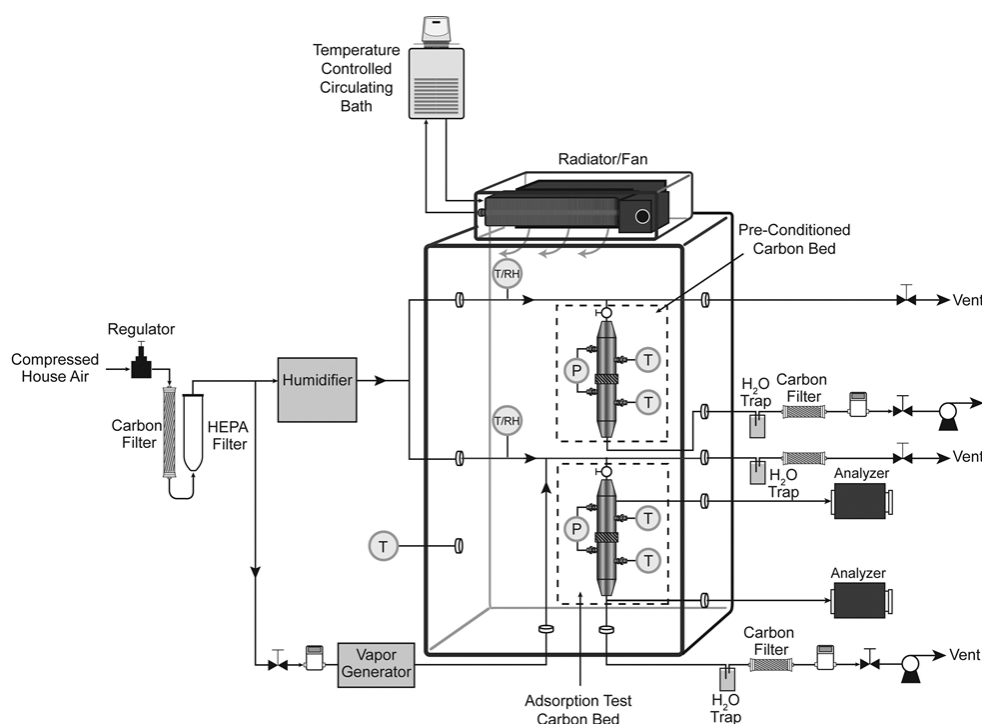 Temperature
Controlled
Circulating
Bath
Radiator/Fan
Pre-Conditioned
Carbon Bed
T/RH
Vent
Regulator
Compressed
House Air
Humidifier
P
T
T
H2O
Trap
Carbon
Filter
Carbon
Filter
HEPA
Filter
T/RH
Vent
H2O
Trap
Analyzer
P
T
T
T
Analyzer
Vapor
Generator
Carbon
Filter
Vent
H2O
Trap
Adsorption Test
Carbon Bed